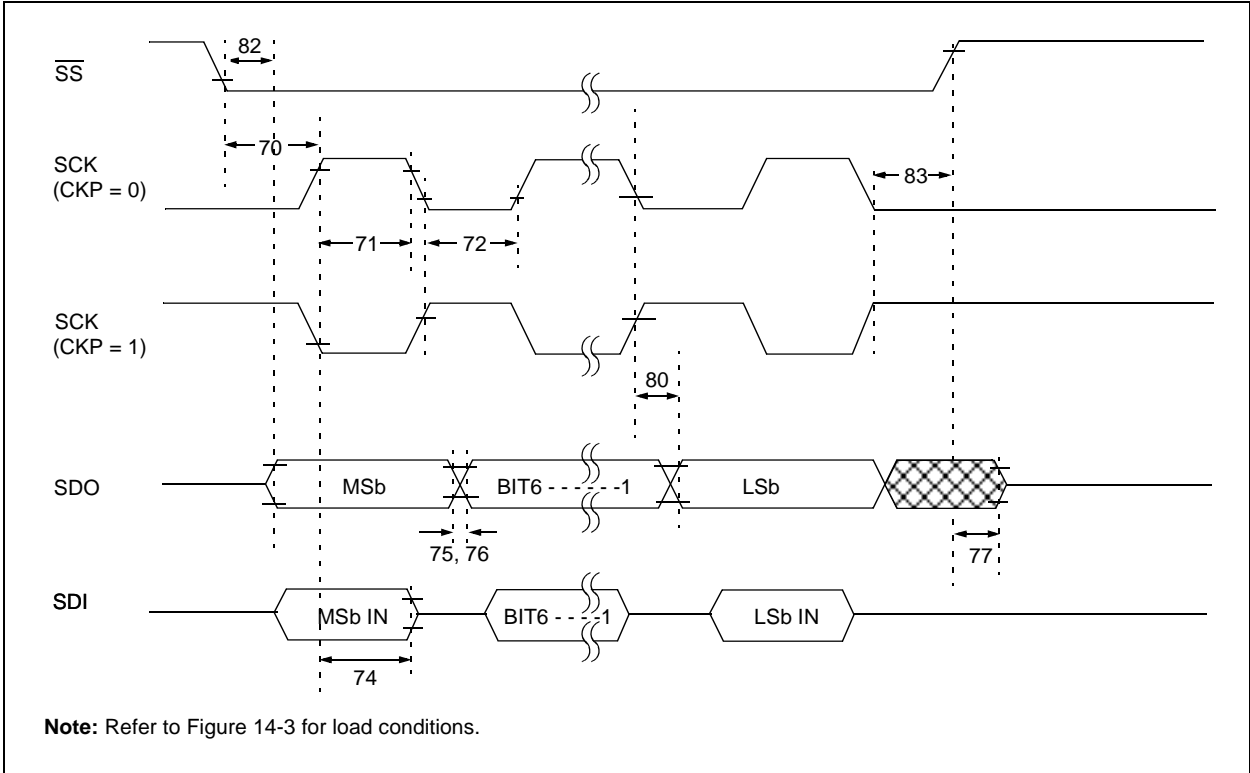 82
SS
70
SCK
(CKP = 0)
83
71
72
SCK
(CKP = 1)
80
SDO
MSb
BIT6 - - - - - -1
LSb
75, 76
77
SDI
MSb IN
BIT6 - - - -1
LSb IN
74
Note: Refer to Figure 14-3 for load conditions.